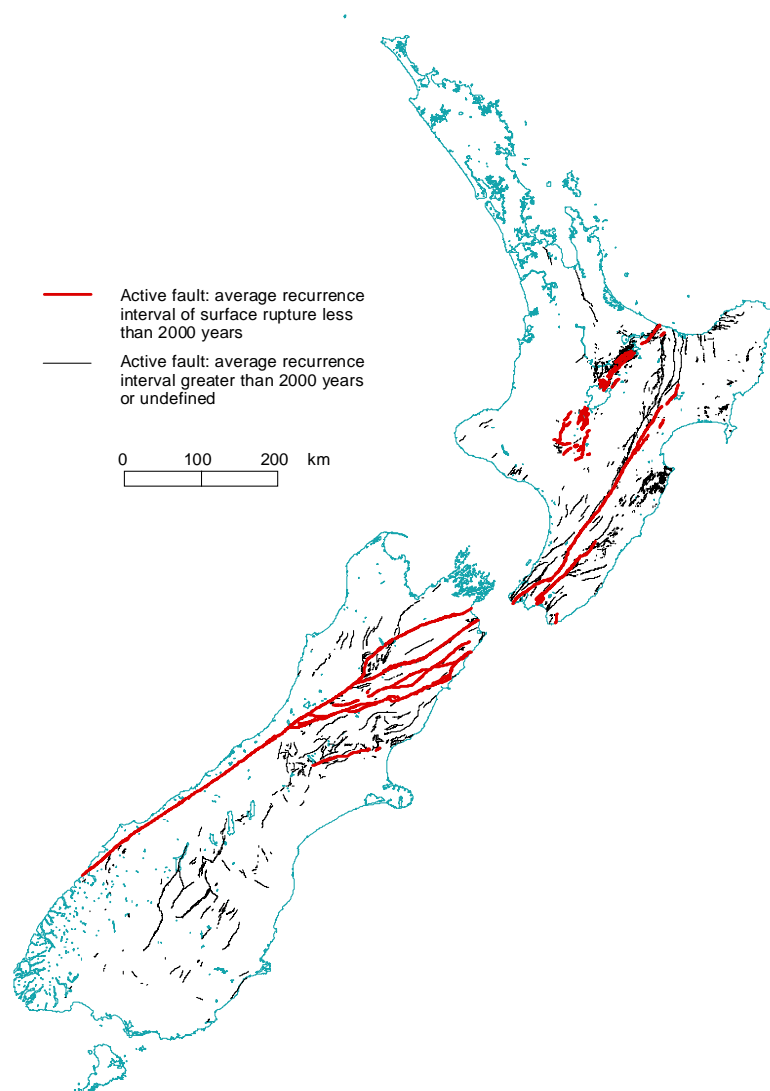 Active fault: average recurrence
interval of surface rupture less
than 2000 years
Active fault: average recurrence
interval greater than 2000 years
or undefined
0 100 200 km